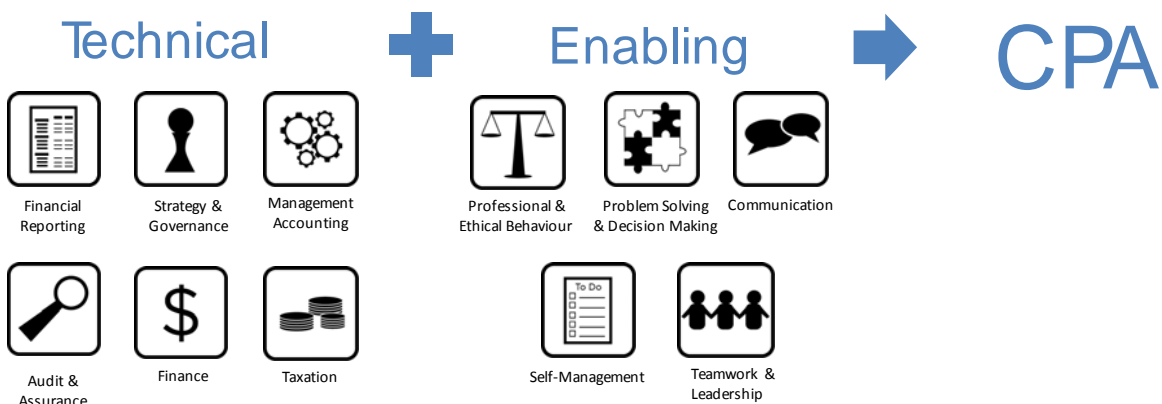 Technical
Enabling
CPA
Financial
Reporting
Strategy &
Governance
Management
Accounting
Professional &
Ethical Behaviour
Problem Solving
& Decision Making
Communication
To Do
Audit &
Assurance
Finance
Taxation
Self-Management
Teamwork &
Leadership